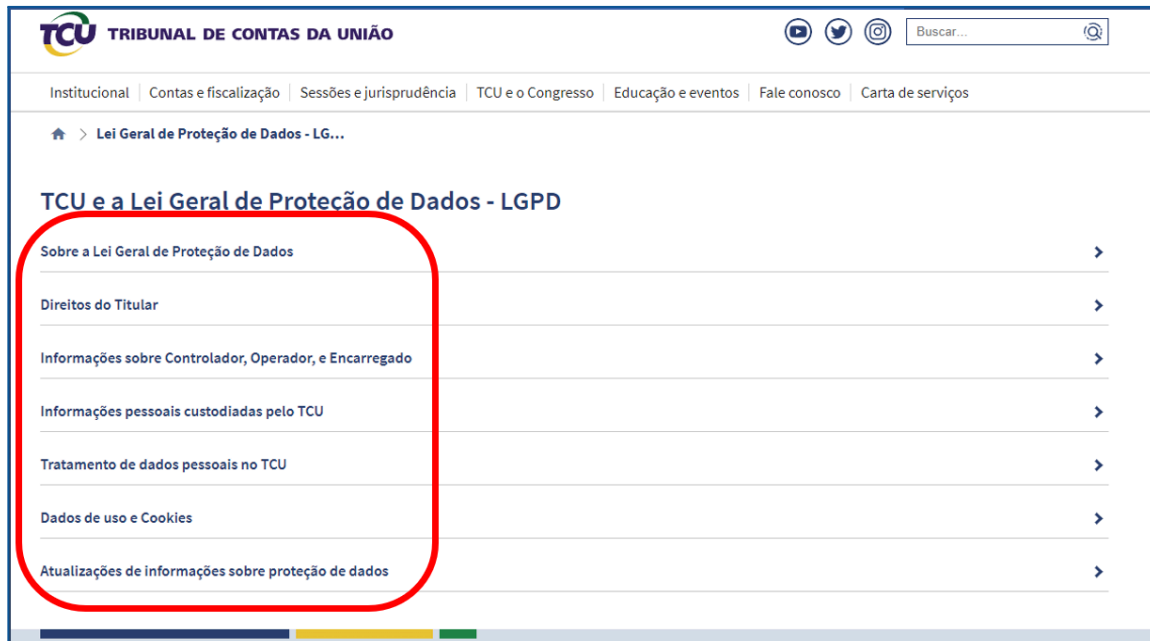 TCU TRIBUNAL DE CONTAS DA UNIÃO
Buscar...
Institucional | Contas e fiscalização | Sessões e jurisprudência | TCU e o Congresso | Educação e eventos | Fale conosco | Carta de serviços
> Lei Geral de Proteção de Dados - LG...
TCU e a Lei Geral de Proteção de Dados - LGPD
Sobre a Lei Geral de Proteção de Dados
Direitos do Titular
Informações sobre Controlador, Operador, e Encarregado
Informações pessoais custodiadas pelo TCU
Tratamento de dados pessoais no TCU
Dados de uso e Cookies
Atualizações de informações sobre proteção de dados